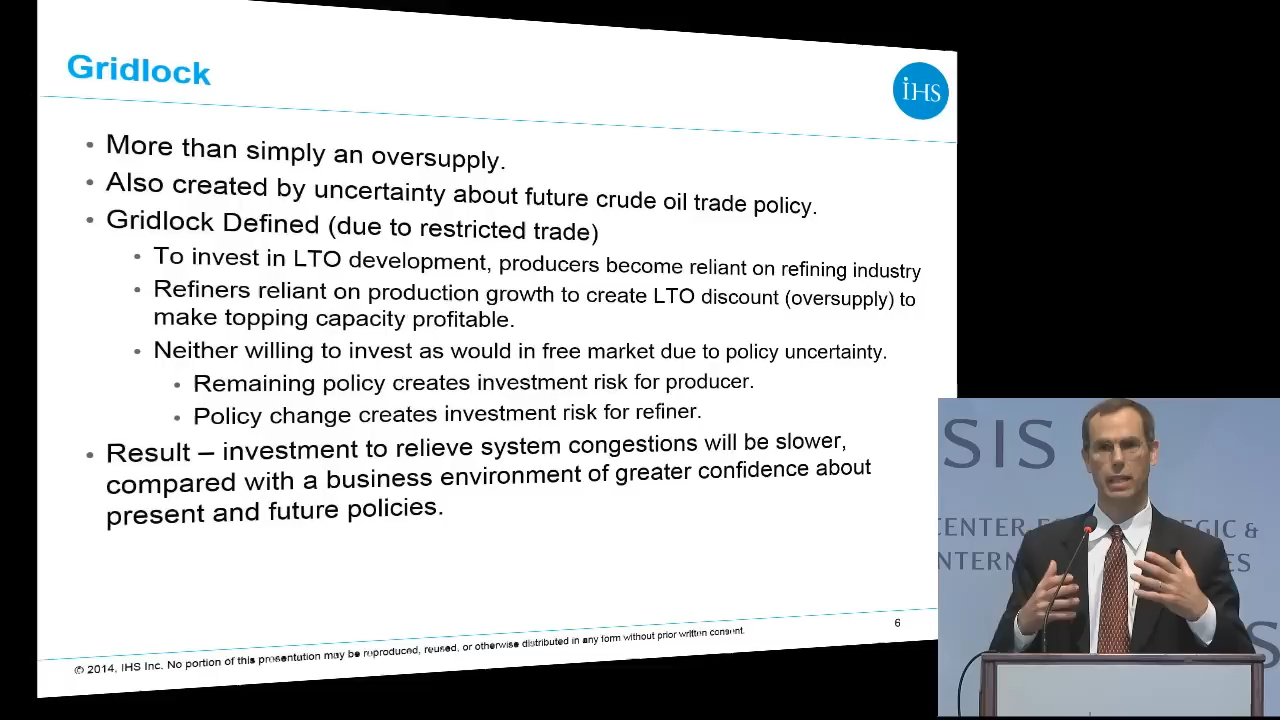 Gridlock
IHS
• More than simply an oversupply.
• Also created by uncertainty about future crude oil trade policy.
• Gridlock Defined (due to restricted trade)
• To invest in LTO development, producers become reliant on refining industry
• Refiners reliant on production growth to create LTO discount (oversupply) to
make topping capacity profitable.
• Neither willing to invest as would in free market due to policy uncertainty.
• Remaining policy creates investment risk for producer.
• Policy change creates investment risk for refiner.
• Result – investment to relieve system congestions will be slower,
compared with a business environment of greater confidence about
present and future policies.
6
© 2014, IHS Inc. No portion of this presentation may be reproduced, reused, or otherwise distributed in any form without prior written consent.
SIS
CENTER
EGIC &
INTERN
ES